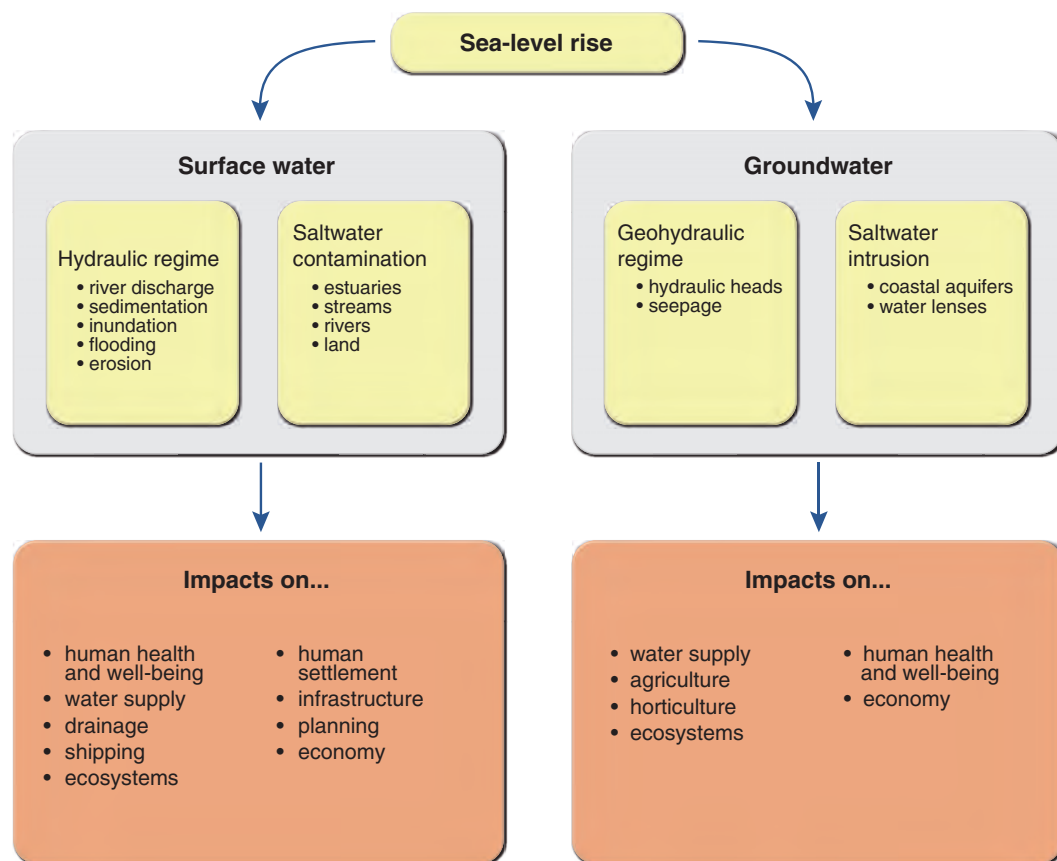 Sea-level rise
Surface water
Hydraulic regime
• river discharge
• sedimentation
• inundation
• flooding
• erosion
Saltwater
contamination
• estuaries
• streams
• rivers
• land
Groundwater
Geohydraulic
regime
• hydraulic heads
• seepage
Saltwater
intrusion
• coastal aquifers
• water lenses
Impacts on...
• human health
and well-being
• water supply
• drainage
• shipping
• ecosystems
• human
settlement
• infrastructure
• planning
• economy
Impacts on...
• water supply
• agriculture
• horticulture
• ecosystems
• human health
and well-being
• economy